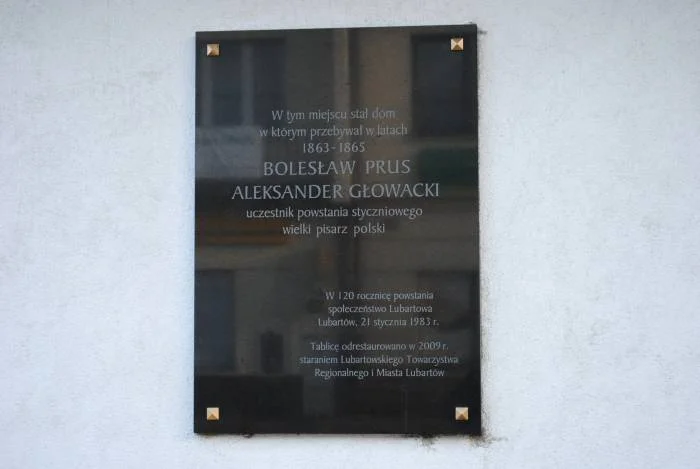 W tym miejscu stał dom
w którym przebywał w latach
1863-1865
BOLESŁAW PRUS
ALEKSANDER GŁOWACKI
uczestnik powstania styczniowego
wielki pisarz polski
W 120 rocznicę powstania
społeczeństwo Lubartowa
Lubartów, 21 stycznia 1983 r.
Tablicę odrestaurowano w 2009 r.
staraniem Lubartowskiego Towarzystwa
Regionalnego i Miasta Lubartów